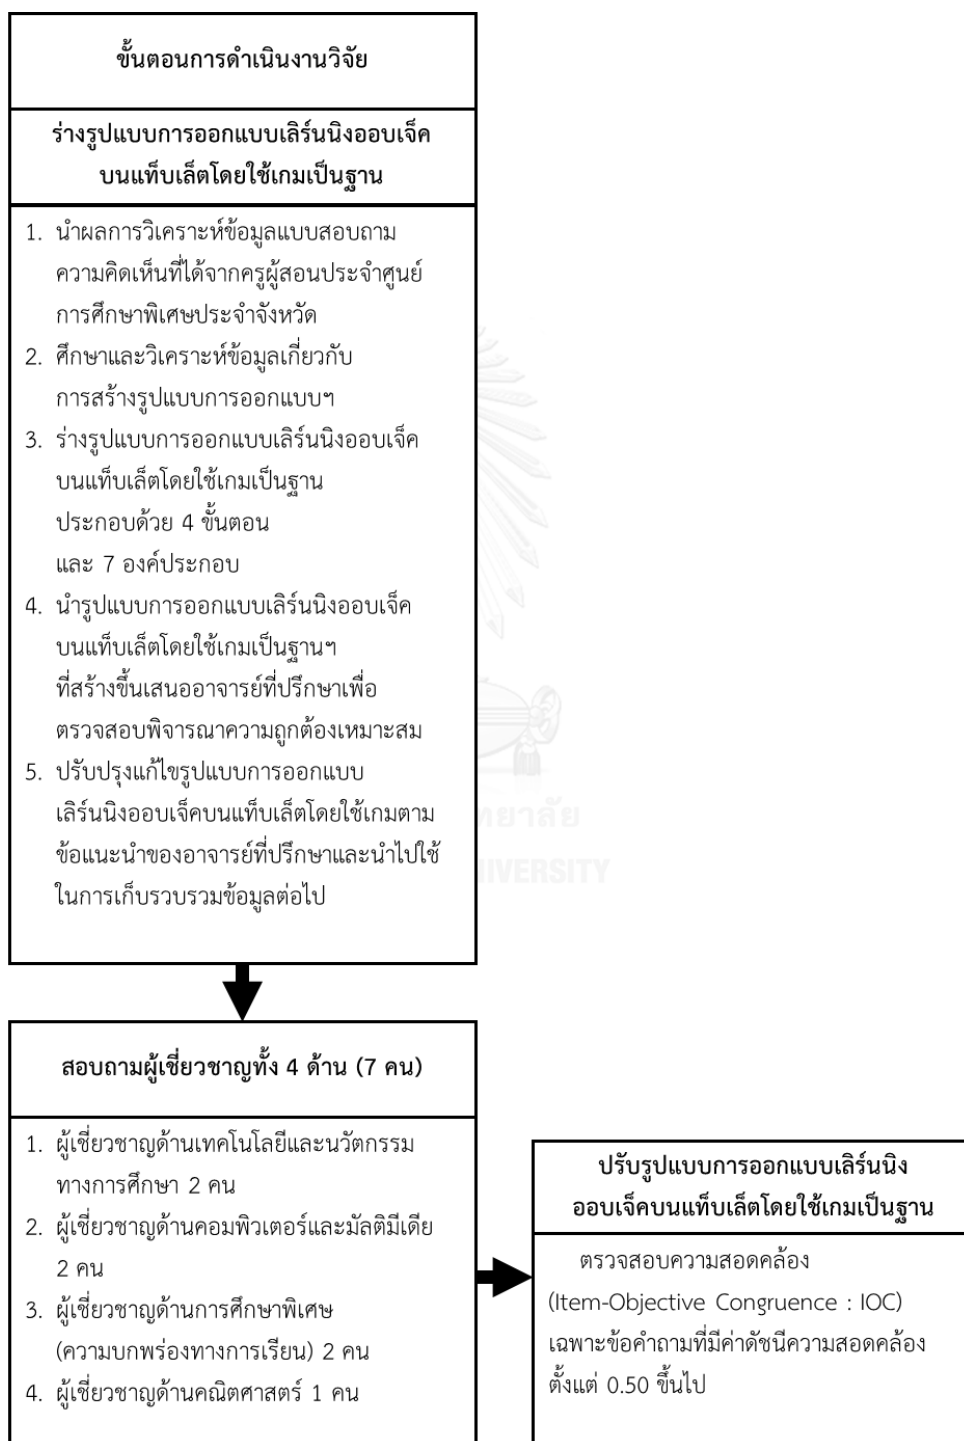 ขั้นตอนการดำเนินงานวิจัย
ร่างรูปแบบการออกแบบเลิร์นนิงออบเจ็ค
บนแท็บเล็ตโดยใช้เกมเป็นฐาน
1. นำผลการวิเคราะห์ข้อมูลแบบสอบถาม
ความคิดเห็นที่ได้จากครูผู้สอนประจำศูนย์
การศึกษาพิเศษประจำจังหวัด
2. ศึกษาและวิเคราะห์ข้อมูลเกี่ยวกับ
การสร้างรูปแบบการออกแบบฯ
3. ร่างรูปแบบการออกแบบเลิร์นนิงออบเจ็ค
บนแท็บเล็ตโดยใช้เกมเป็นฐาน
ประกอบด้วย 4 ขั้นตอน
และ 7 องค์ประกอบ
4. นำรูปแบบการออกแบบเลิร์นนิงออบเจ็ค
บนแท็บเล็ตโดยใช้เกมเป็นฐานฯ
ที่สร้างขึ้นเสนออาจารย์ที่ปรึกษาเพื่อ
ตรวจสอบพิจารณาความถูกต้องเหมาะสม
5. ปรับปรุงแก้ไขรูปแบบการออกแบบ
เลิร์นนิงออบเจ็คบนแท็บเล็ตโดยใช้เกมตาม
ข้อแนะนำของอาจารย์ที่ปรึกษาและนำไปใช้
ในการเก็บรวบรวมข้อมูลต่อไป
ทยาลัย
IVERSITY
สอบถามผู้เชี่ยวชาญทั้ง 4 ด้าน (7 คน)
1. ผู้เชี่ยวชาญด้านเทคโนโลยีและนวัตกรรม
ทางการศึกษา 2 คน
2. ผู้เชี่ยวชาญด้านคอมพิวเตอร์และมัลติมีเดีย
2 คน
3. ผู้เชี่ยวชาญด้านการศึกษาพิเศษ
(ความบกพร่องทางการเรียน) 2 คน
4. ผู้เชี่ยวชาญด้านคณิตศาสตร์ 1 คน
ปรับรูปแบบการออกแบบเลิร์นนิง
ออบเจ็คบนแท็บเล็ตโดยใช้เกมเป็นฐาน
ตรวจสอบความสอดคล้อง
(Item-Objective Congruence : IOC)
เฉพาะข้อคำถามที่มีค่าดัชนีความสอดคล้อง
ตั้งแต่ 0.50 ขึ้นไป